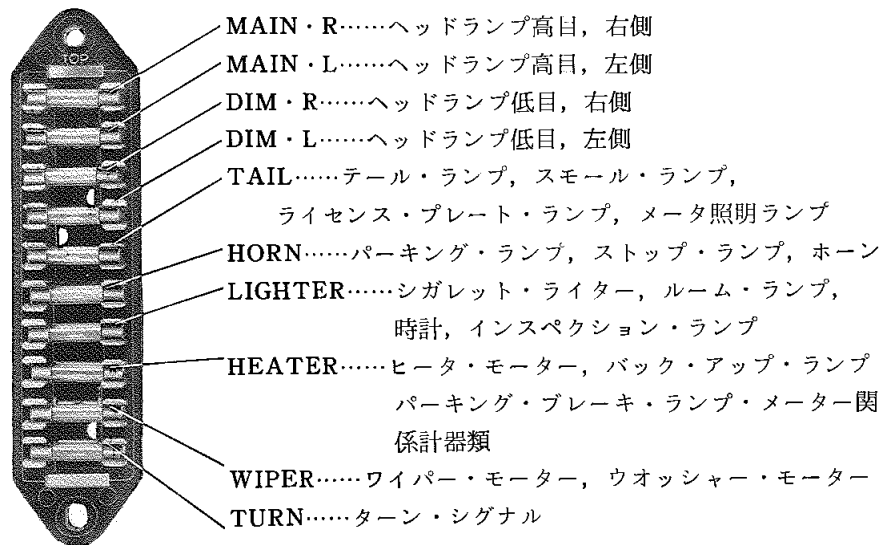 TOP
MAIN・R……ヘッドランプ高目，右側
MAIN・L……ヘッドランプ高目，左側
DIM・R……ヘッドランプ低目，右側
DIM・L……ヘッドランプ低目，左側
TAIL……テール・ランプ，スモール・ランプ，
ライセンス・プレート・ランプ，メータ照明ランプ
HORN……パーキング・ランプ，ストップ・ランプ，ホーン
LIGHTER……シガレット・ライター，ルーム・ランプ，
時計，インスペクション・ランプ
HEATER……ヒータ・モーター，バック・アップ・ランプ
パーキング・ブレーキ・ランプ・メーター関
係計器類
WIPER……ワイパー・モーター，ウオッシャー・モーター
TURN……ターン・シグナル